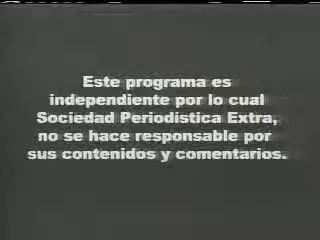 Este programa es
independiente por lo cual
Sociedad Periodística Extra,
no se hace responsable por
sus contenidos y comentarios.